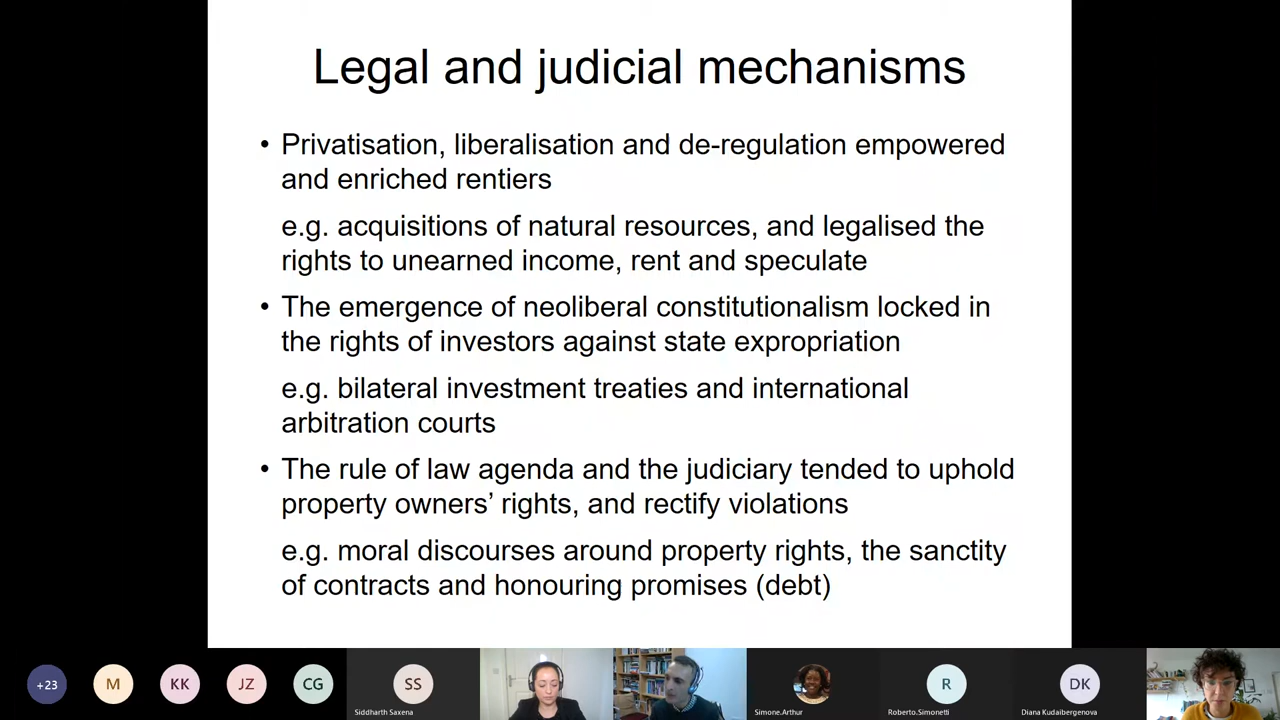 Legal and judicial mechanisms
• Privatisation, liberalisation and de-regulation empowered
and enriched rentiers
e.g. acquisitions of natural resources, and legalised the
rights to unearned income, rent and speculate
• The emergence of neoliberal constitutionalism locked in
the rights of investors against state expropriation
e.g. bilateral investment treaties and international
arbitration courts
• The rule of law agenda and the judiciary tended to uphold
property owners’ rights, and rectify violations
e.g. moral discourses around property rights, the sanctity
of contracts and honouring promises (debt)
+23 M KK JZ CG SS R DK
Siddharth Saxena Simone.Arthur Roberto.Simonetti Diana Kudaibergenova